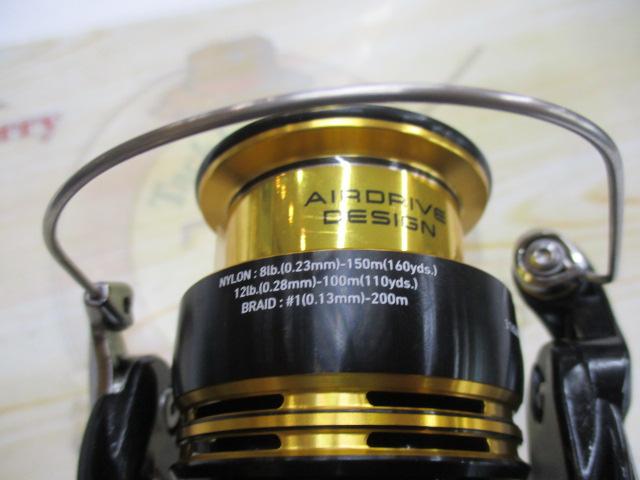 AIRDRIVE
DESIGN
NYLON : 8lb.(0.23mm)-150m(160yds.)
12lb.(0.28mm)-100m(110yds.)
BRAID : #1(0.13mm)-200m